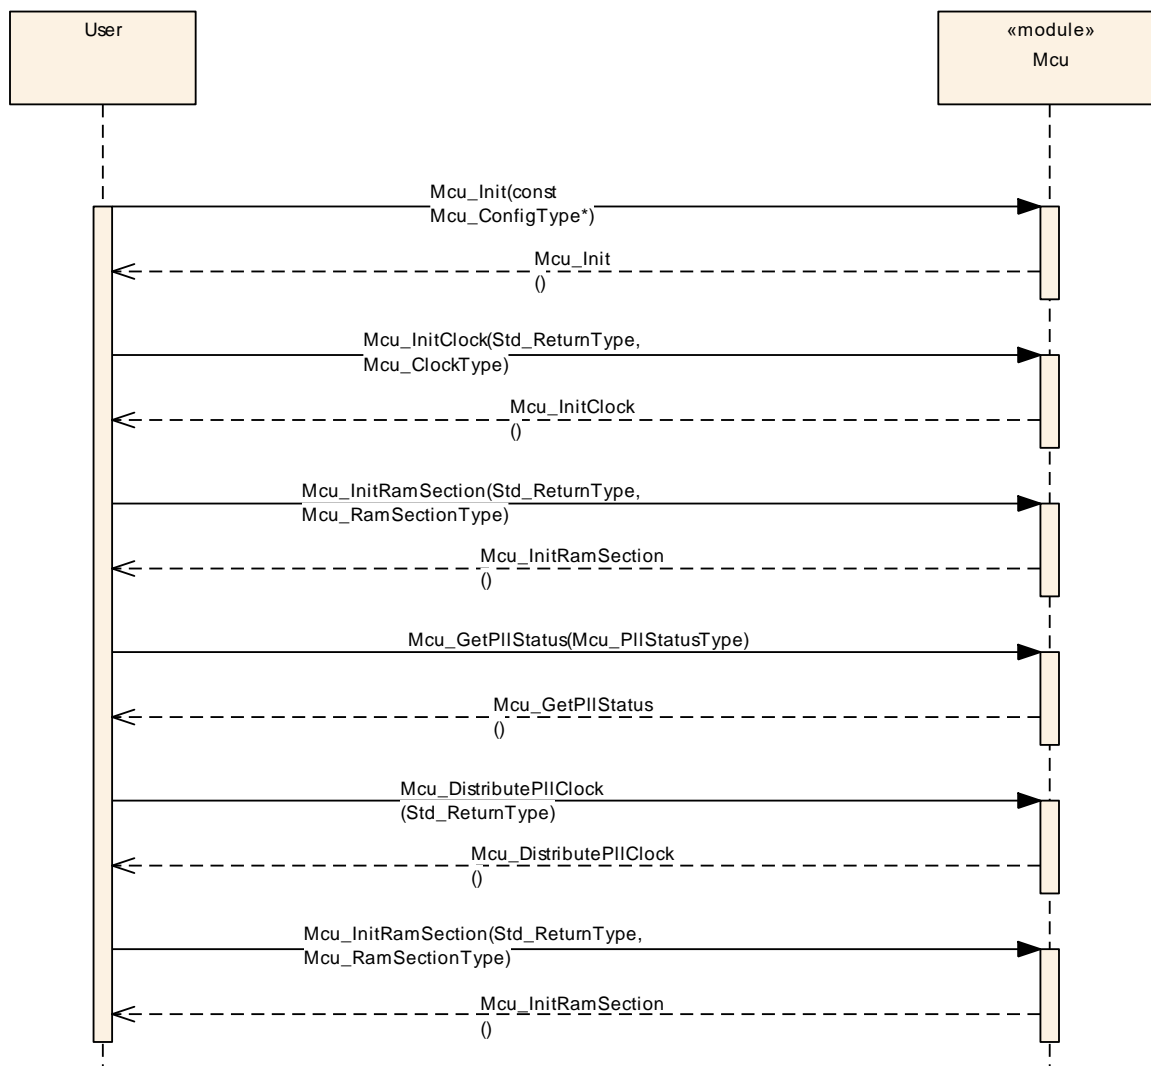 User
«module»
Mcu
Mcu_Init(const
Mcu_ConfigType*)
Mcu_Init
()
Mcu_InitClock(Std_ReturnType,
Mcu_ClockType)
Mcu_InitClock
()
Mcu_InitRamSection(Std_ReturnType,
Mcu_RamSectionType)
Mcu_InitRamSection
()
Mcu_GetPllStatus(Mcu_PllStatusType)
Mcu_GetPllStatus
()
Mcu_DistributePllClock
(Std_ReturnType)
Mcu_DistributePllClock
()
Mcu_InitRamSection(Std_ReturnType,
Mcu_RamSectionType)
Mcu_InitRamSection
()